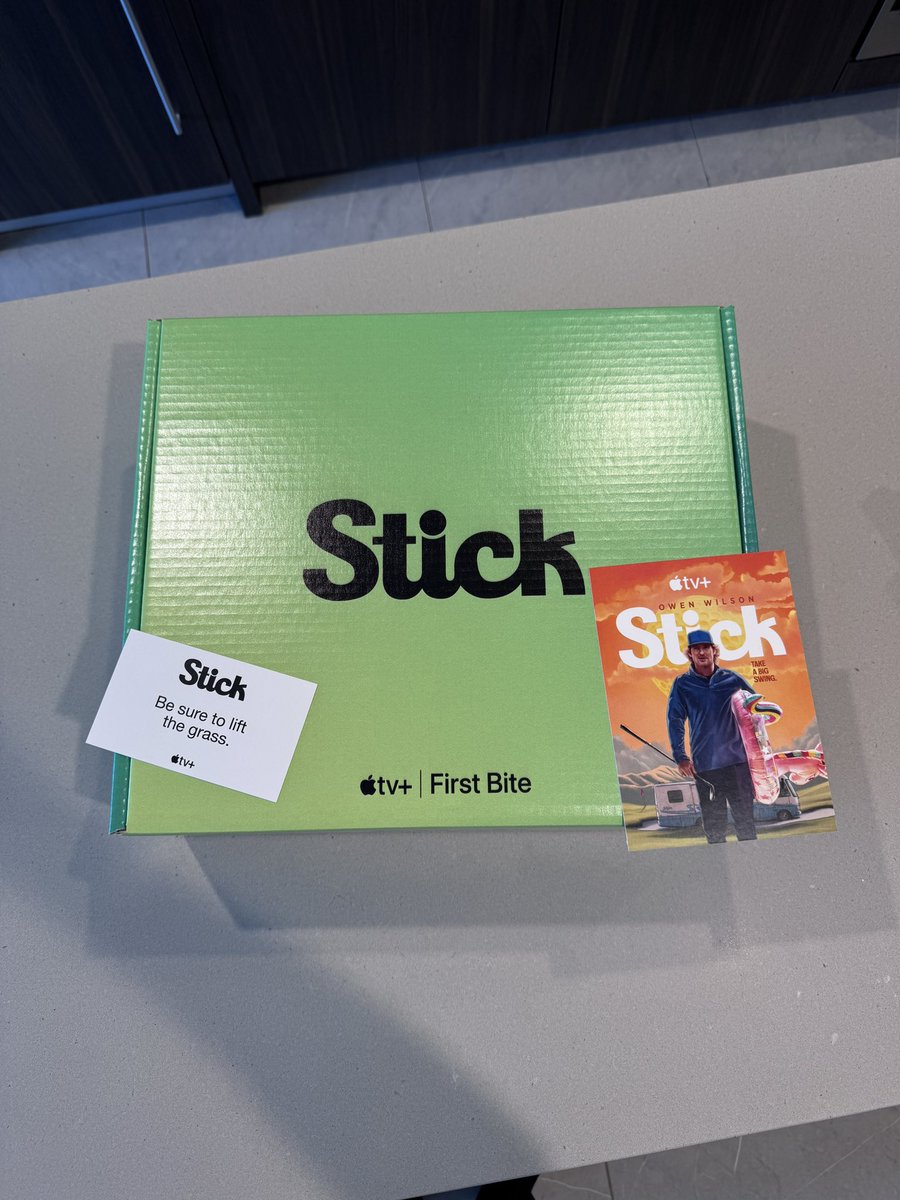 Stick
tv+ | First Bite
Stick
Be sure to lift
the grass.
tv+
tv+
OWEN WILSON
Stick
TAKE
A BIG
SWING.